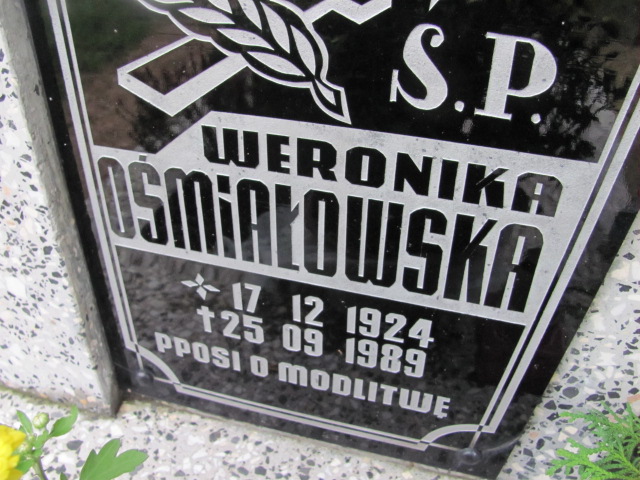 Ś.P.
WERONIKA
OŚMIAŁOWSKA
17 12 1924
† 25 09 1989
PPOSI O MODLITWĘ